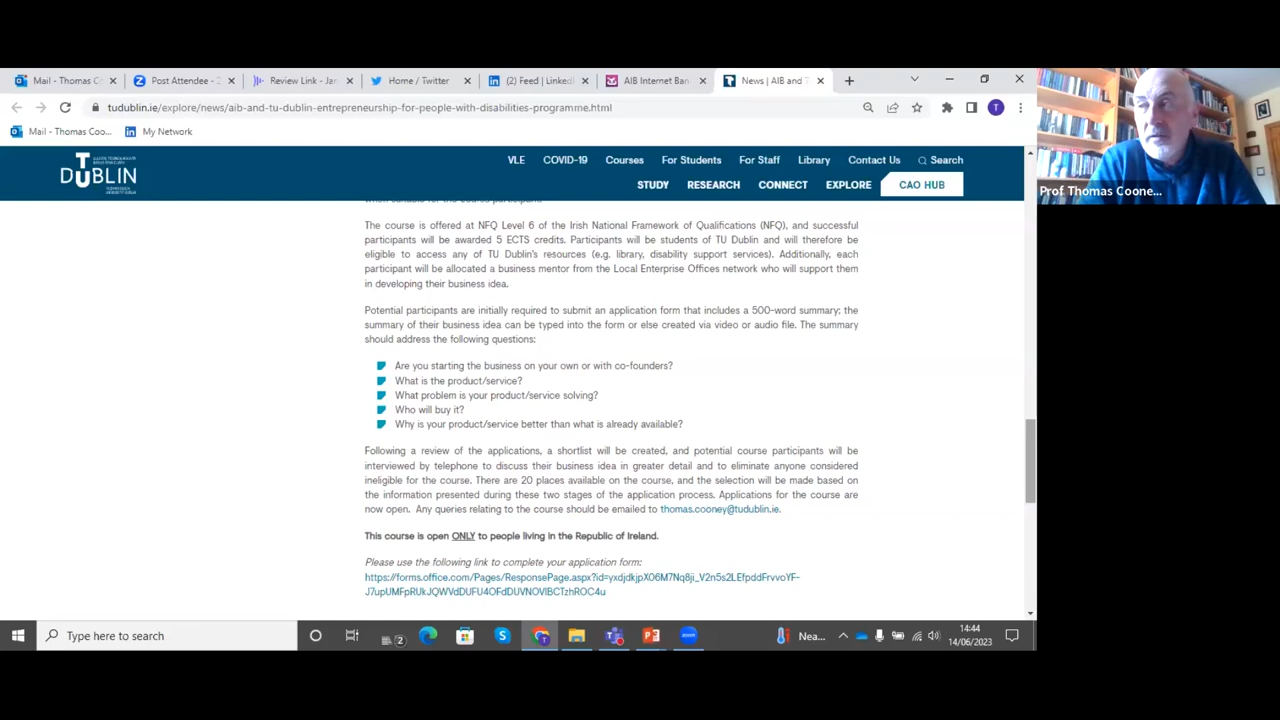 Mail - Thomas C
Post Attendee - Z
Review Link - Jan
Home / Twitter
(2) Feed | LinkedI
AIB Internet Ban
News | AIB and T
tudublin.ie/explore/news/aib-and-tu-dublin-entrepreneurship-for-people-with-disabilities-programme.html
T
Mail - Thomas Coo...
My Network
VLE COVID-19 Courses For Students For Staff Library Contact Us Search
STUDY RESEARCH CONNECT EXPLORE CAO HUB
T
DUBLIN
The course is offered at NFQ Level 6 of the Irish National Framework of Qualifications (NFQ), and successful
participants will be awarded 5 ECTS credits. Participants will be students of TU Dublin and will therefore be
eligible to access any of TU Dublin's resources (e.g. library, disability support services). Additionally, each
participant will be allocated a business mentor from the Local Enterprise Offices network who will support them
in developing their business idea.
Potential participants are initially required to submit an application form that includes a 500-word summary; the
summary of their business idea can be typed into the form or else created via video or audio file. The summary
should address the following questions:
Are you starting the business on your own or with co-founders?
What is the product/service?
What problem is your product/service solving?
Who will buy it?
Why is your product/service better than what is already available?
Following a review of the applications, a shortlist will be created, and potential course participants will be
interviewed by telephone to discuss their business idea in greater detail and to eliminate anyone considered
ineligible for the course. There are 20 places available on the course, and the selection will be made based on
the information presented during these two stages of the application process. Applications for the course are
now open. Any queries relating to the course should be emailed to thomas.cooney@tudublin.ie.
This course is open ONLY to people living in the Republic of Ireland.
Please use the following link to complete your application form:
https://forms.office.com/Pages/ResponsePage.aspx?id=yxdjdkjpX06M7Nq8ji_V2n5s2LEfpddFrvvoYF-
J7upUMFpRUkJQWVdDUFU4OFdDUVNOVlBCTzhROC4u
Type here to search
2
Nea...
14:44
14/06/2023
Prof Thomas Coone...